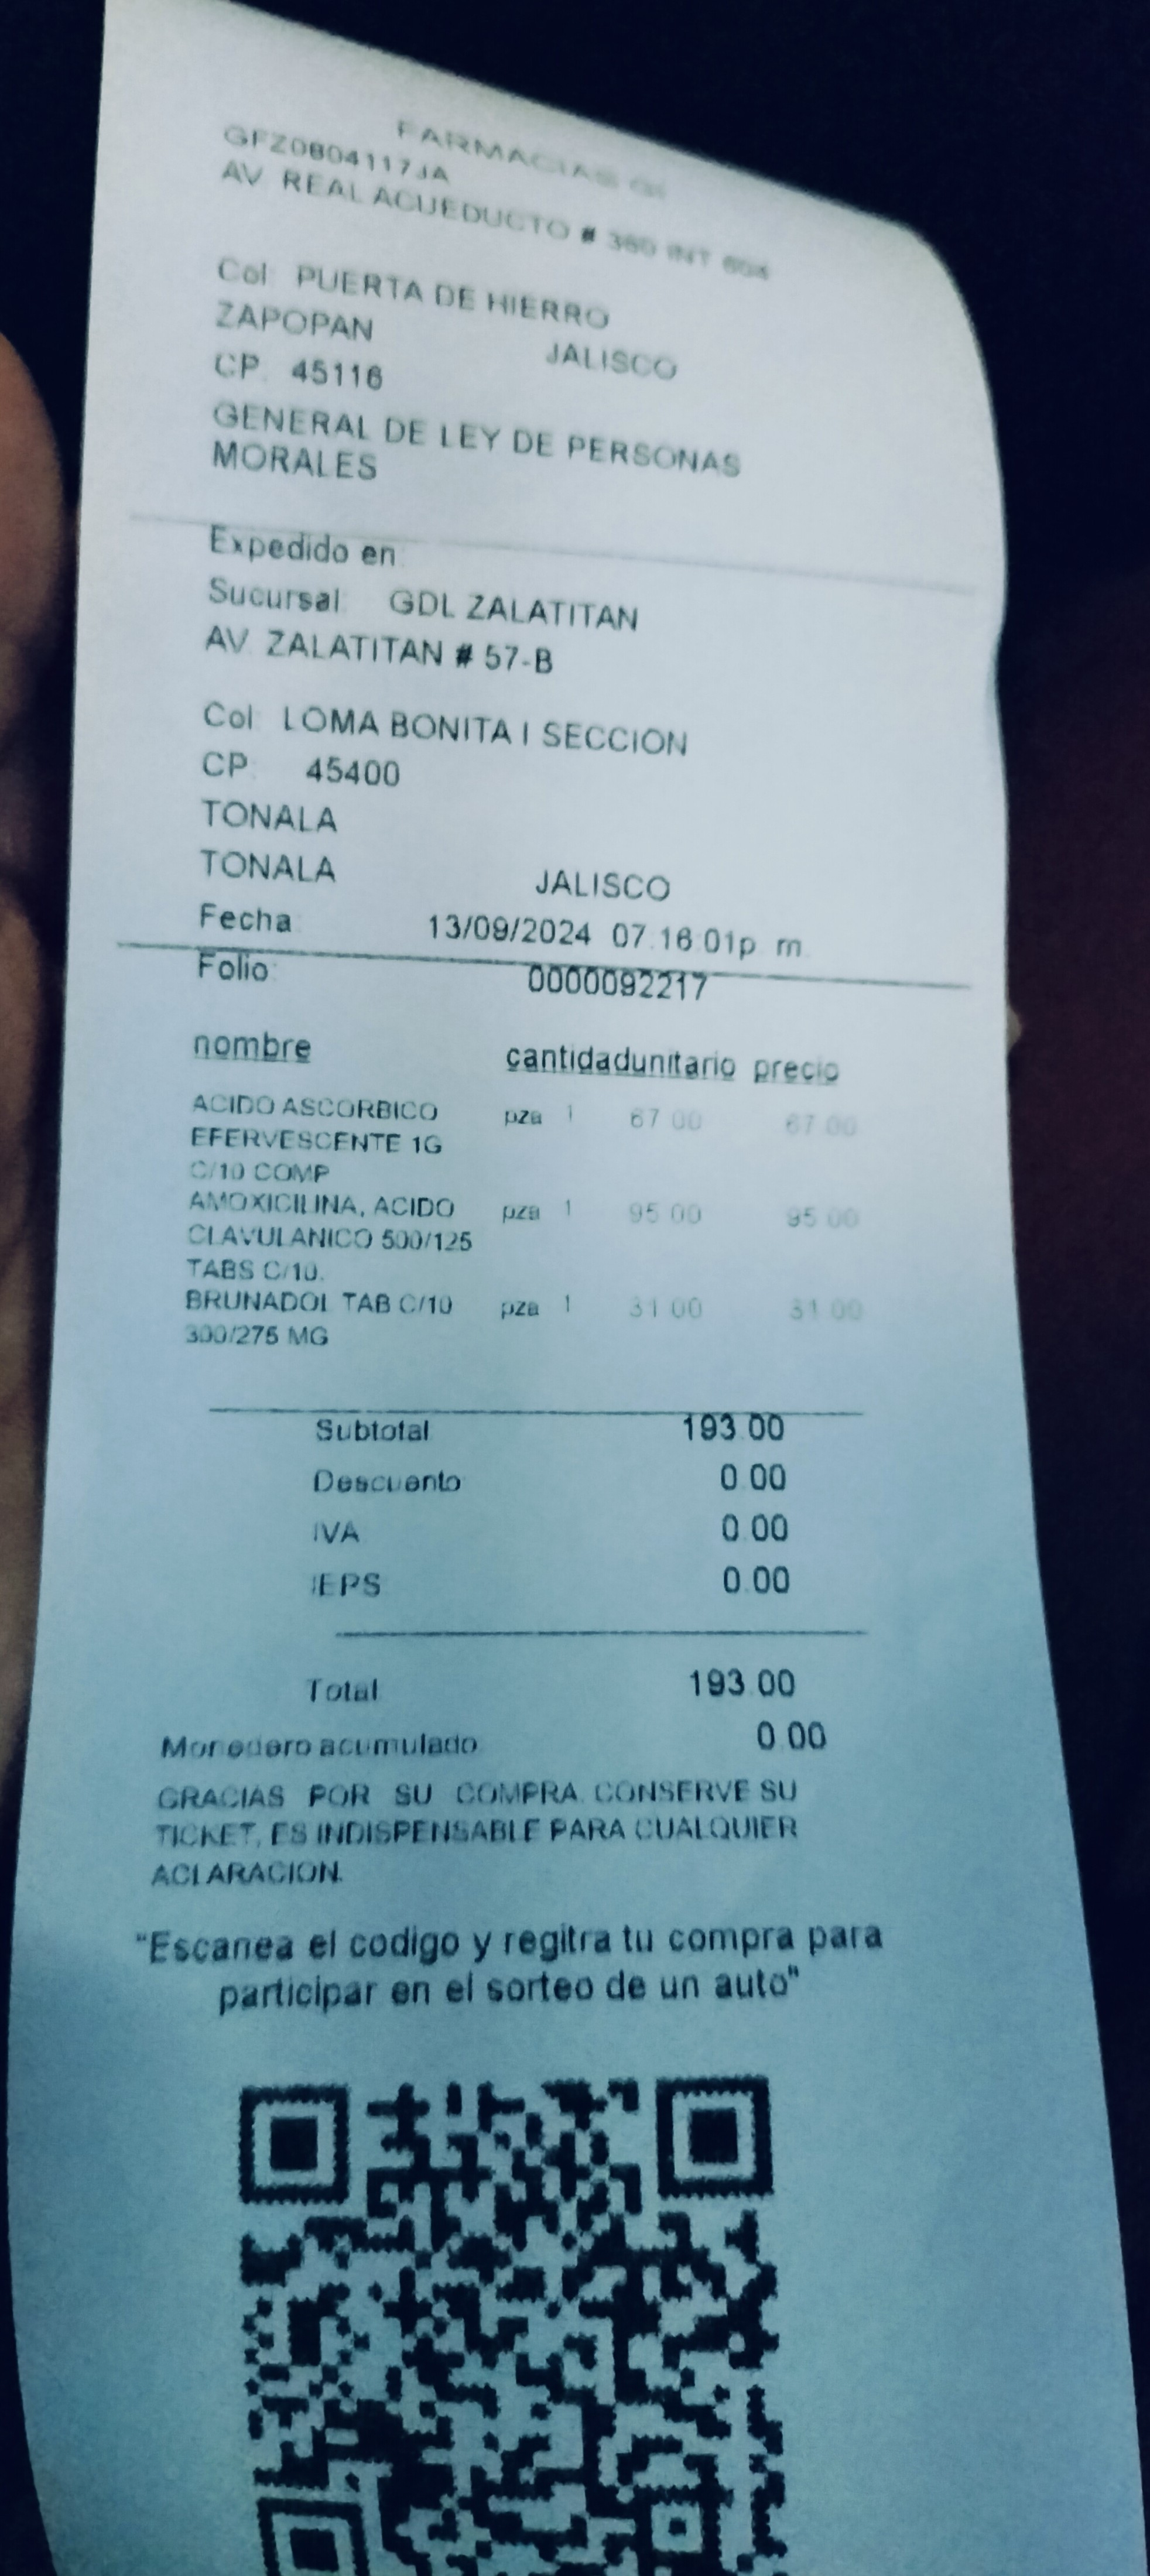 FARMACIAS GI
GFZ0804117JA
AV. REAL ACUEDUCTO # 360 INT 604
Col: PUERTA DE HIERRO
ZAPOPAN JALISCO
CP. 45116
GENERAL DE LEY DE PERSONAS
MORALES
Expedido en:
Sucursal: GDL ZALATITAN
AV. ZALATITAN # 57-B
Col: LOMA BONITA I SECCION
CP: 45400
TONALA
TONALA JALISCO
Fecha: 13/09/2024 07:16:01p. m.
Folio: 0000092217
nombre cantidadunitario precio
ACIDO ASCORBICO pza 1 67.00 67.00
EFERVESCENTE 1G
C/10 COMP
AMOXICILINA, ACIDO pza 1 95.00 95.00
CLAVULANICO 500/125
TABS C/10.
BRUNADOL TAB C/10 pza 1 31.00 31.00
300/275 MG
Subtotal 193.00
Descuento 0.00
IVA 0.00
IEPS 0.00
Total 193.00
Monedero acumulado 0.00
GRACIAS POR SU COMPRA. CONSERVE SU
TICKET, ES INDISPENSABLE PARA CUALQUIER
ACLARACION.
"Escanea el codigo y regitra tu compra para
participar en el sorteo de un auto"